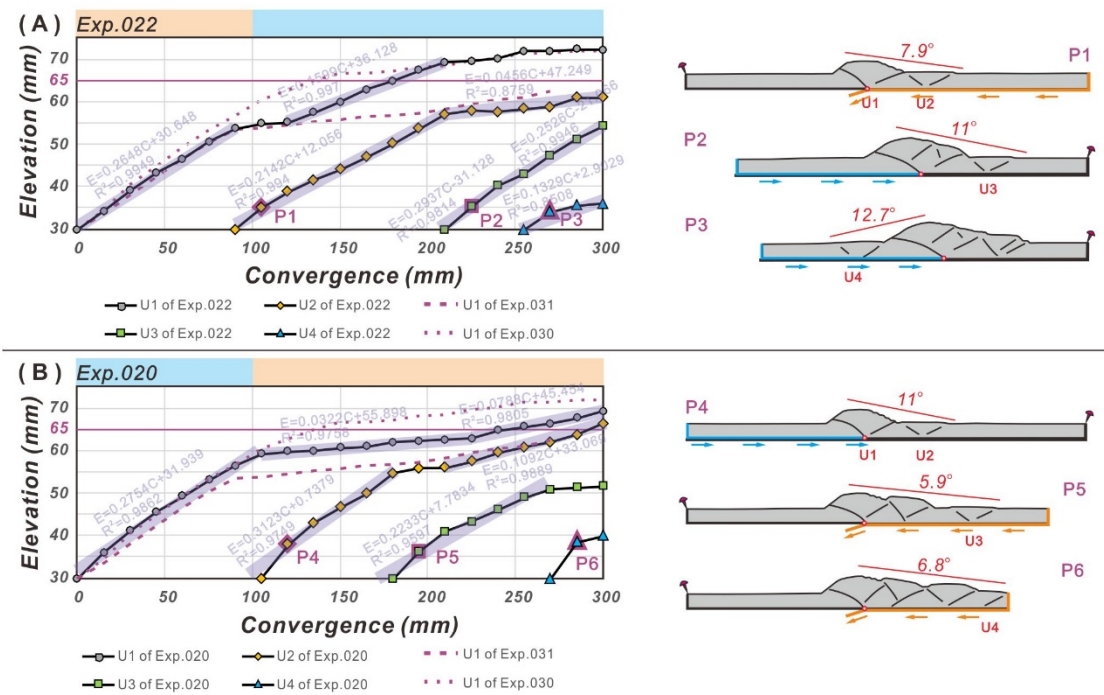 (A) Exp.022
Elevation (mm)
70
65
60
50
40
30
E=0.2648C+30.648
R²=0.9949
E=0.1599C+36.128
R²=0.997
E=0.2142C+12.056
R²=0.994
E=0.0456C+47.249
R²=0.8759
R²=0.9946
E=0.2937C-31.128
R²=0.9814
E=0.1329C+2.9029
R²=0.8508
P1
P2
P3
0 50 100 150 200 250 300
Convergence (mm)
U1 of Exp.022 U2 of Exp.022 U1 of Exp.031
U3 of Exp.022 U4 of Exp.022 U1 of Exp.030
7.9°
P1
U1 U2
P2
11°
U3
P3
12.7°
U4
(B) Exp.020
Elevation (mm)
70
65
60
50
40
30
E=0.2754C+31.939
R²=0.9862
E=0.0322C+55.898
R²=0.9758
E=0.0788C+45.454
R²=0.9805
E=0.3123C+0.7379
R²=0.9749
E=0.2233C+7.7834
R²=0.9597
E=0.1092C+33.069
R²=0.9889
P4
P5
P6
0 50 100 150 200 250 300
Convergence (mm)
U1 of Exp.020 U2 of Exp.020 U1 of Exp.031
U3 of Exp.020 U4 of Exp.020 U1 of Exp.030
P4
11°
U1 U2
5.9°
P5
U3
6.8°
P6
U4